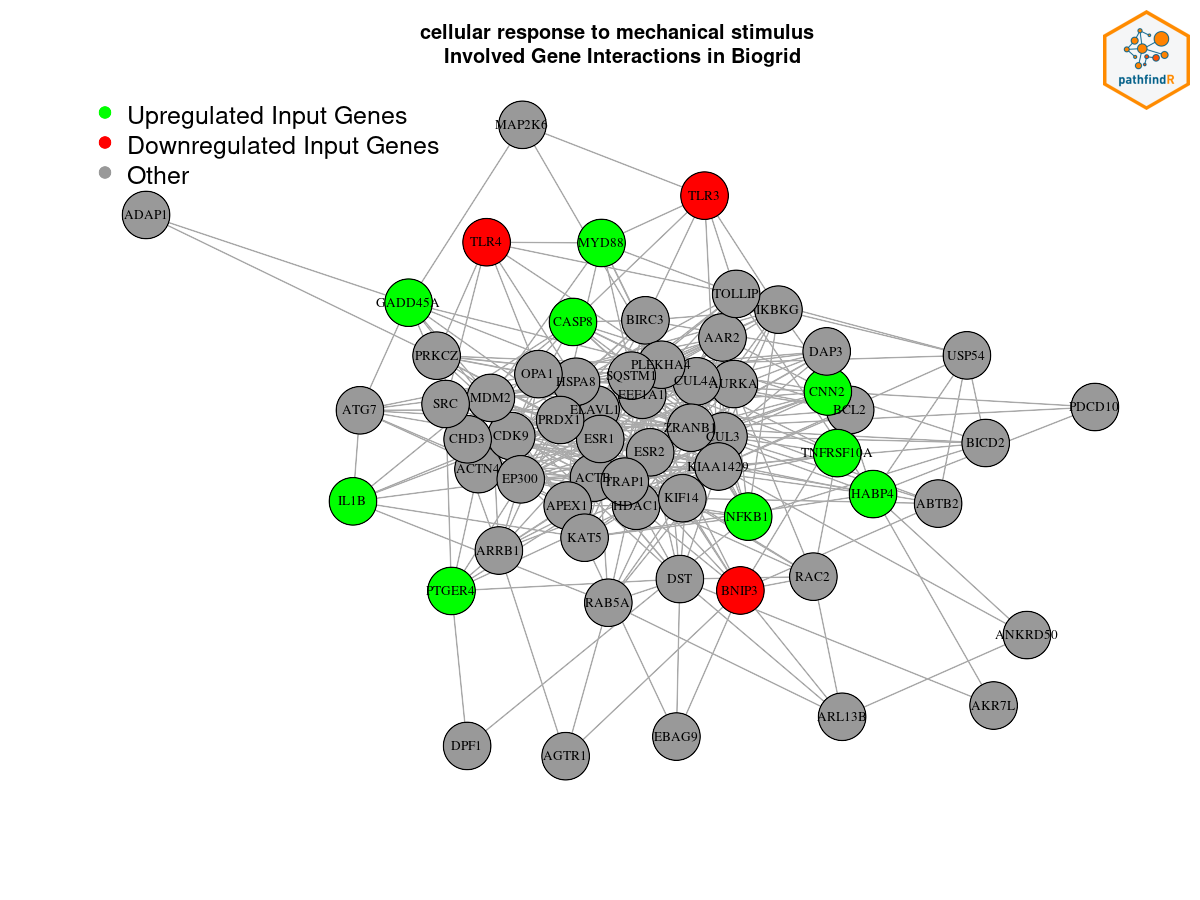 cellular response to mechanical stimulus
Involved Gene Interactions in Biogrid
pathfindR
Upregulated Input Genes
Downregulated Input Genes
Other
MAP2K6
TLR3
ADAP1
TLR4
MYD88
TOLLIP
GADD45A
IKBKG
CASP8
BIRC3
AAR2
DAP3
PRKCZ
USP54
PLEKHA4
OPA1
HSPA8
SQSTM1
CUL4A
AURKA
CNN2
EEF1A1
MDM2
SRC
ATG7
ELAVL1
BCL2
PDCD10
PRDX1
ZRANB1
CHD3
CDK9
ESR1
CUL3
BICD2
ESR2
TNFRSF10A
ACTN4
KIAA1429
EP300
ACTB
TRAP1
IL1B
APEX1
HDAC1
KIF14
HABP4
ABTB2
NFKB1
KAT5
ARRB1
DST
RAC2
PTGER4
RAB5A
BNIP3
ANKRD50
AKR7L
ARL13B
EBAG9
DPF1
AGTR1